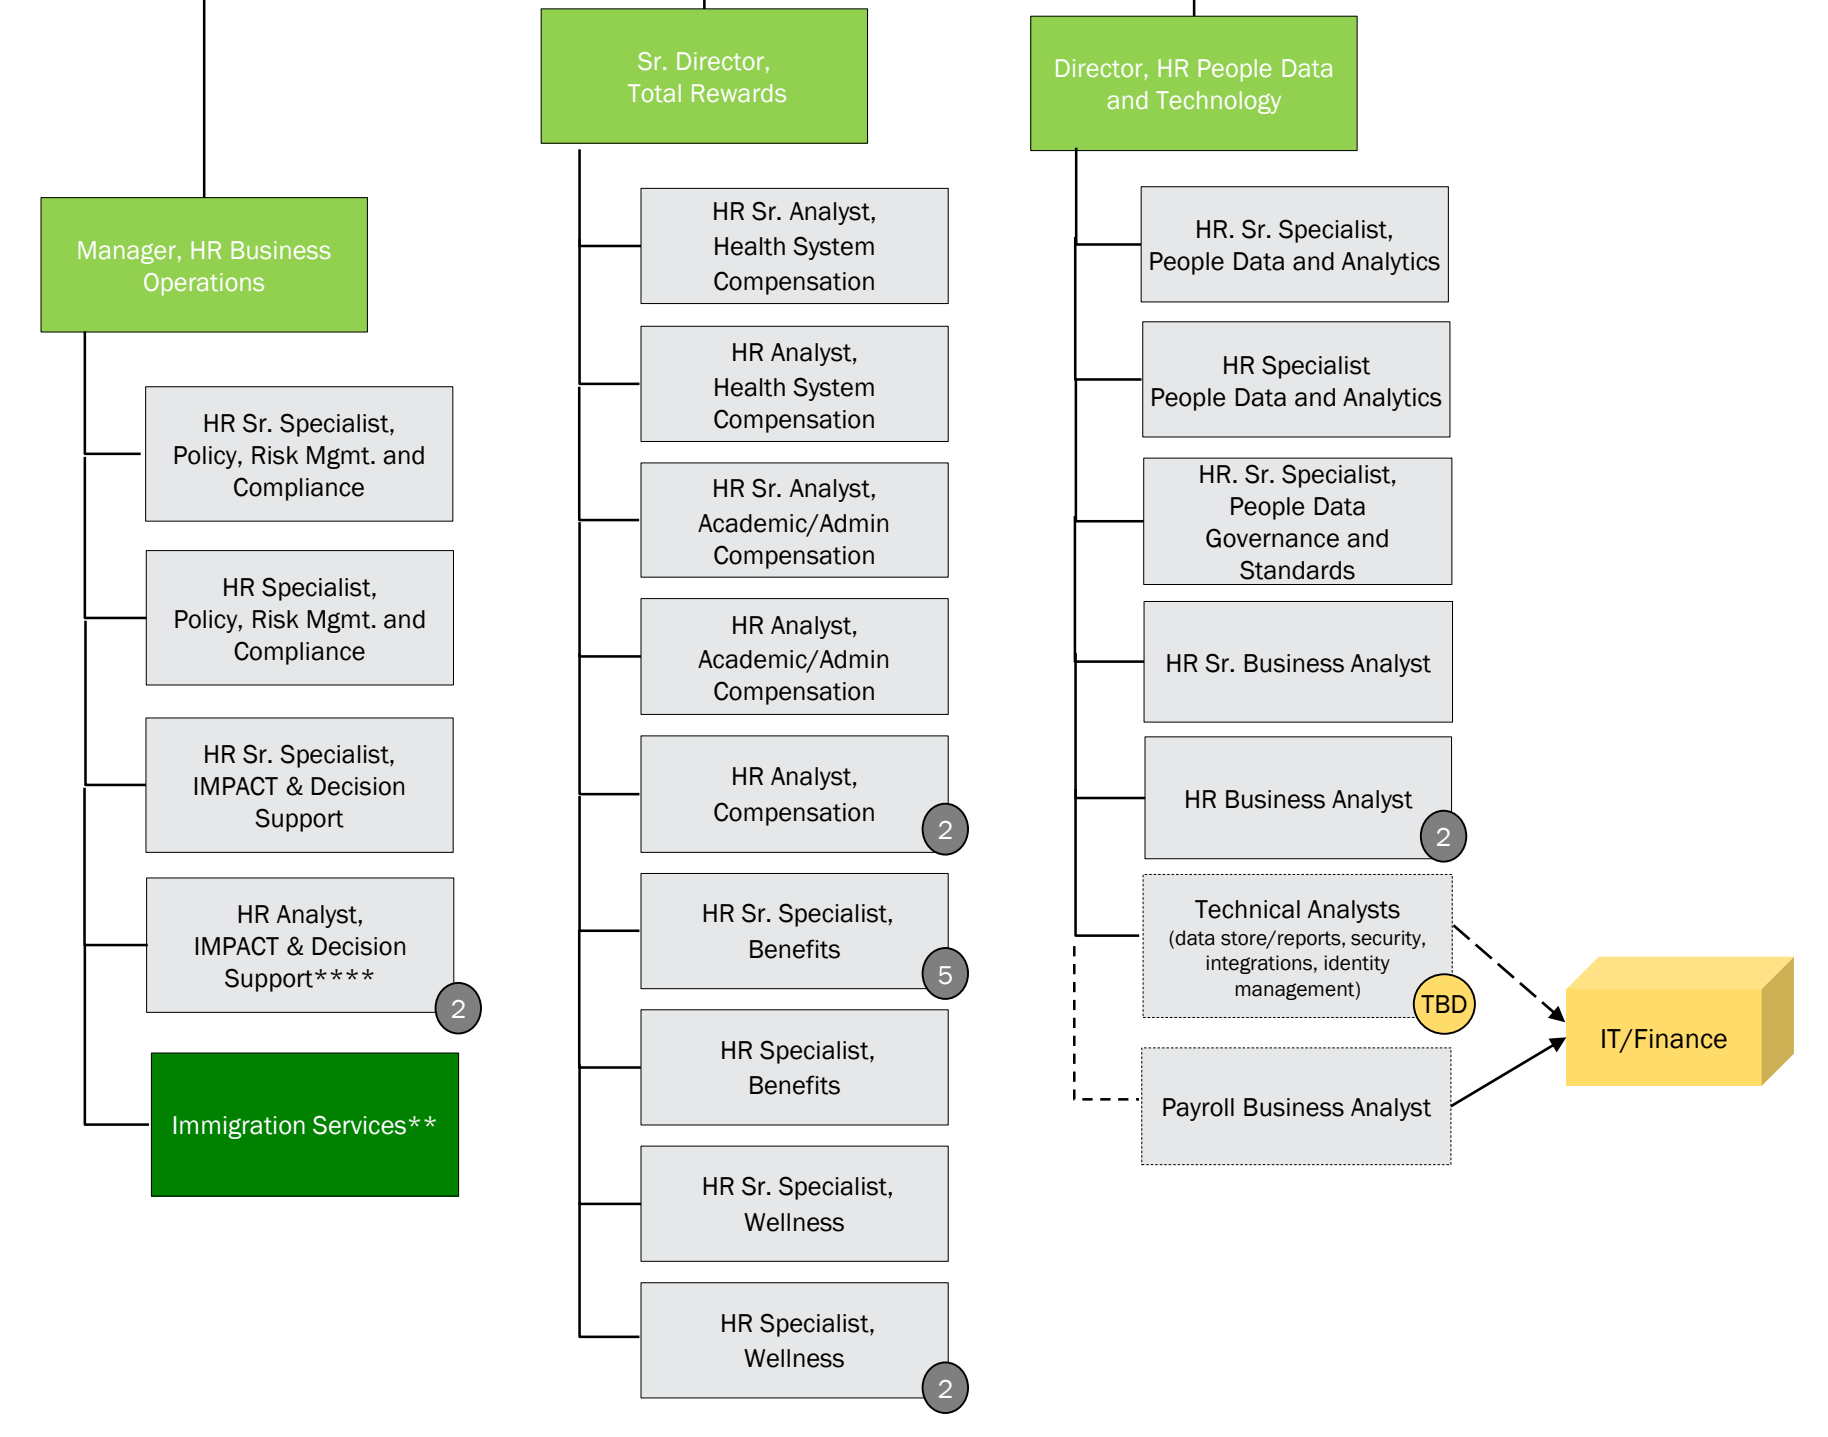 Manager, HR Business
Operations
HR Sr. Specialist,
Policy, Risk Mgmt. and
Compliance
HR Specialist,
Policy, Risk Mgmt. and
Compliance
HR Sr. Specialist,
IMPACT & Decision
Support
HR Analyst,
IMPACT & Decision
Support****
2
Immigration Services**
Sr. Director,
Total Rewards
HR Sr. Analyst,
Health System
Compensation
HR Analyst,
Health System
Compensation
HR Sr. Analyst,
Academic/Admin
Compensation
HR Analyst,
Academic/Admin
Compensation
HR Analyst,
Compensation
2
HR Sr. Specialist,
Benefits
5
HR Specialist,
Benefits
HR Sr. Specialist,
Wellness
HR Specialist,
Wellness
2
Director, HR People Data
and Technology
HR. Sr. Specialist,
People Data and Analytics
HR Specialist
People Data and Analytics
HR. Sr. Specialist,
People Data
Governance and
Standards
HR Sr. Business Analyst
HR Business Analyst
2
Technical Analysts
(data store/reports, security,
integrations, identity
management)
TBD
Payroll Business Analyst
IT/Finance